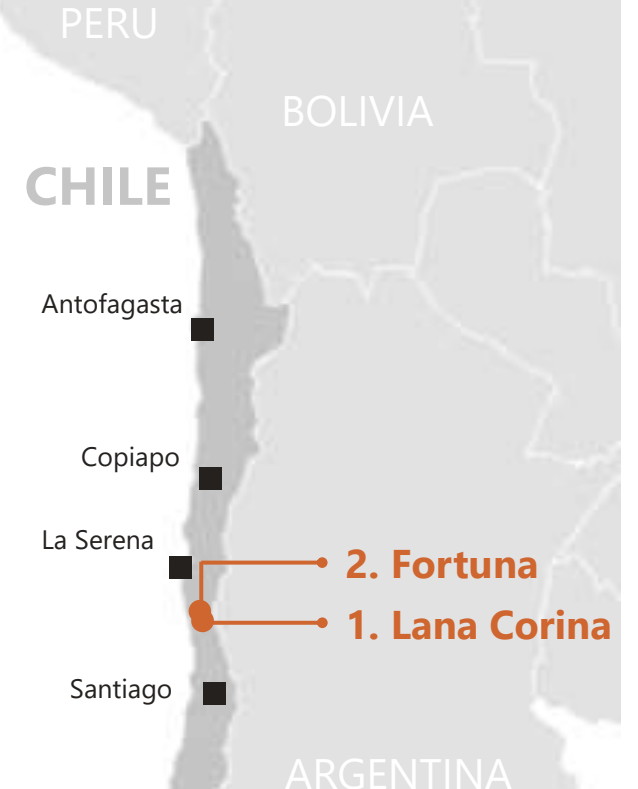 PERU
BOLIVIA
CHILE
Antofagasta
Copiapo
La Serena
2. Fortuna
1. Lana Corina
Santiago
ARGENTINA